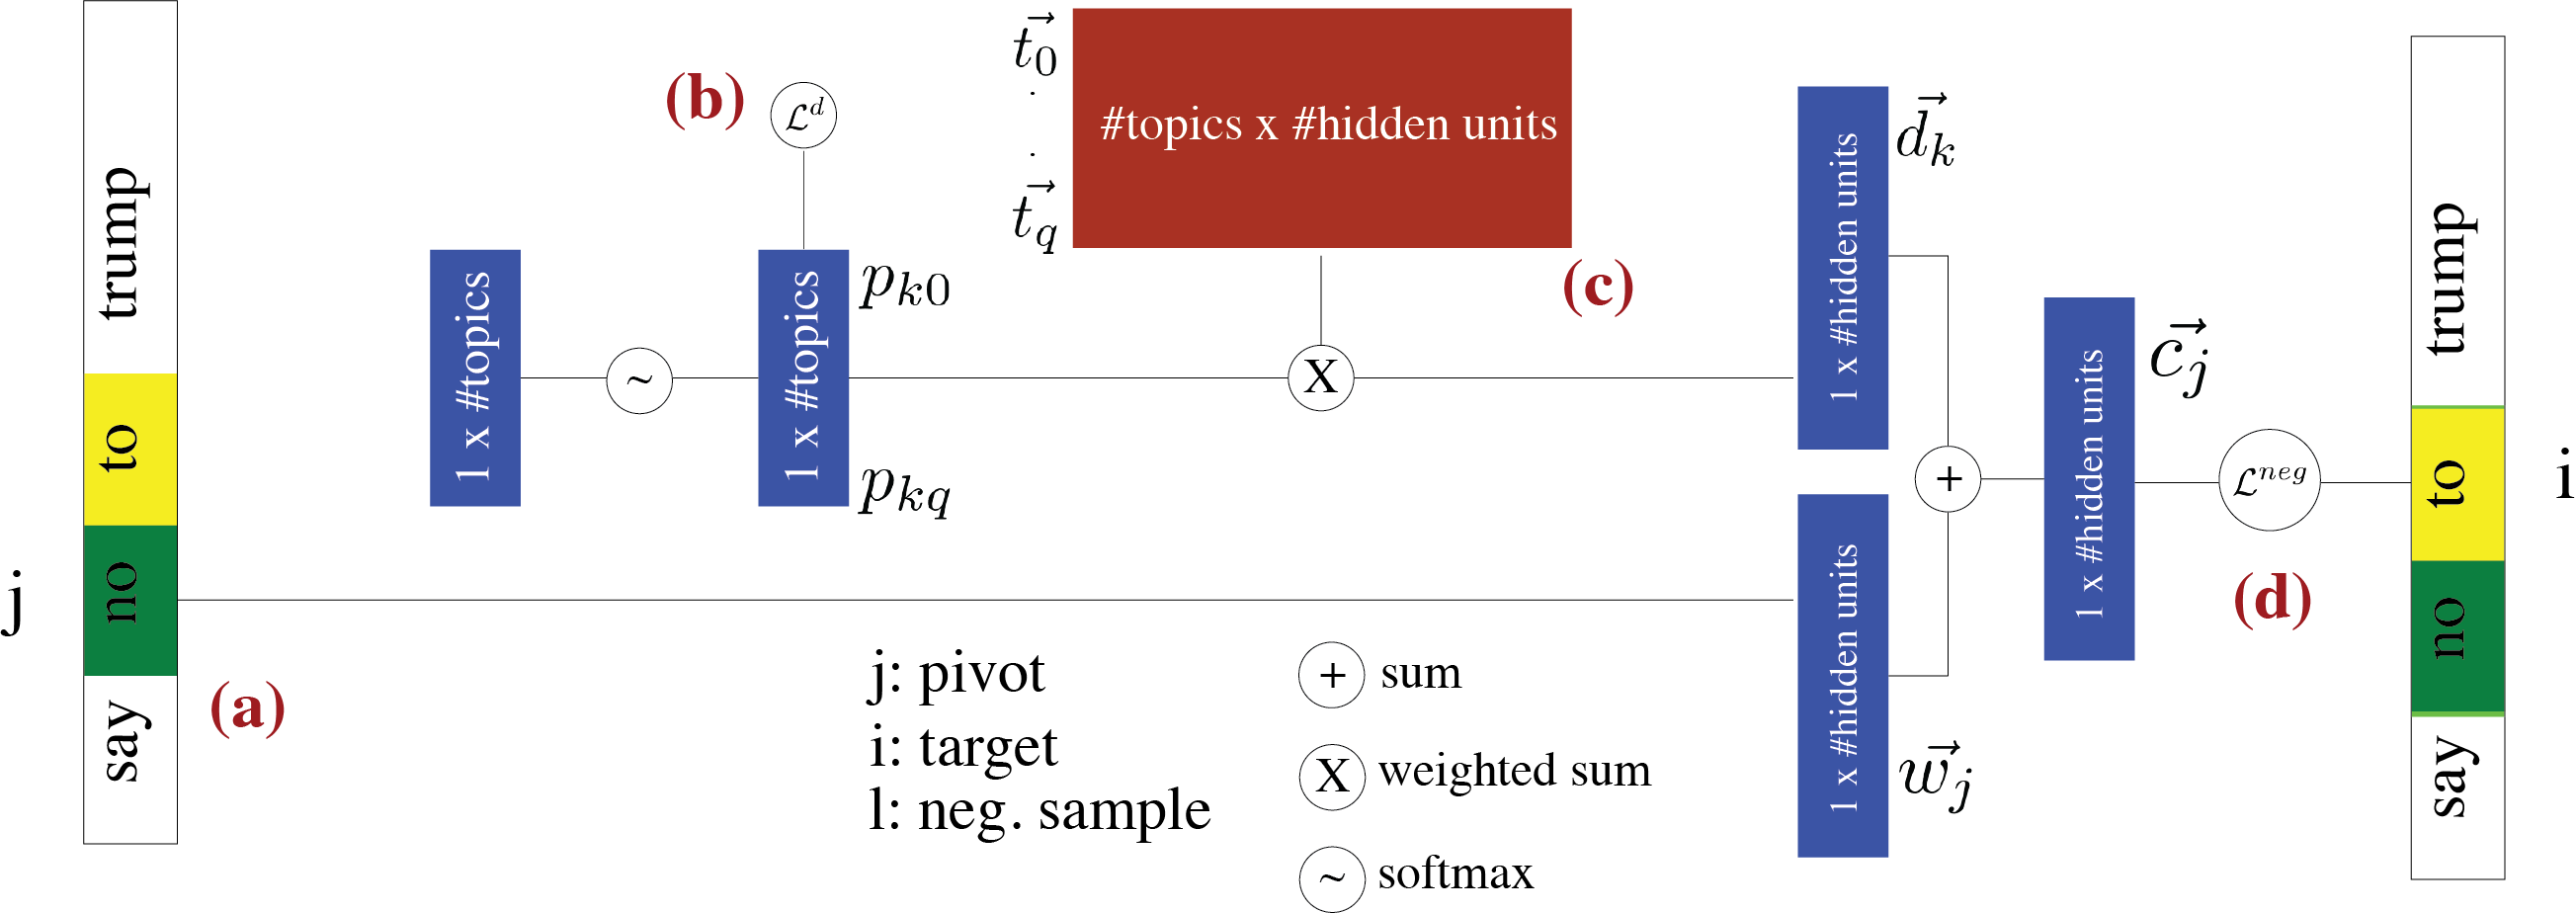 j
trump
to
no
say
(a)
1 x #topics
~
(b)
ℒ^d
1 x #topics
p_{k0}
p_{kq}
\vec{t_0}
.
.
\vec{t_q}
#topics x #hidden units
(c)
X
1 x #hidden units
\vec{d_k}
1 x #hidden units
\vec{w_j}
+
1 x #hidden units
\vec{c_j}
ℒ^{neg}
(d)
trump
to
no
say
i
j: pivot
i: target
l: neg. sample
+ sum
X weighted sum
~ softmax